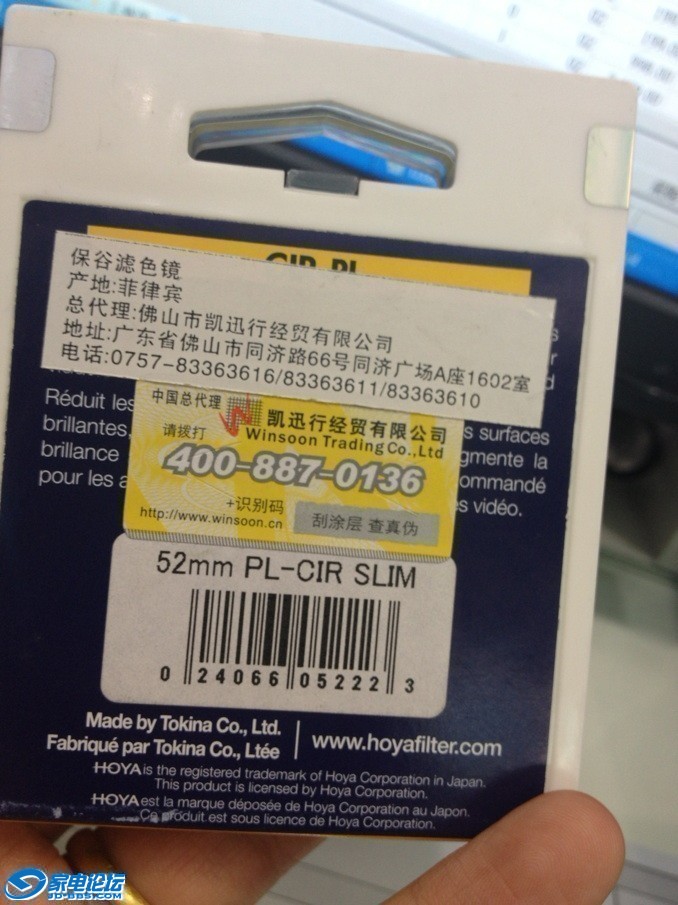 保谷滤色镜
产地:菲律宾
总代理:佛山市凯迅行经贸有限公司
地址:广东省佛山市同济路66号同济广场A座1602室
电话:0757-83363616/83363611/83363610
Réduit les
brillantes,
brillance
pour les
surfaces
gmente la
ommandé
es vidéo.
中国总代理
凯迅行经贸有限公司
Winsoon Trading Co.,Ltd
请拨打
400-887-0136
+识别码
http://www.winsoon.cn
刮涂层 查真伪
52mm PL-CIR SLIM
0 24066 05222 3
Made by Tokina Co., Ltd.
Fabriqué par Tokina Co., Ltée
www.hoyafilter.com
HOYA is the registered trademark of Hoya Corporation in Japan.
This product is licensed by Hoya Corporation.
HOYA est la marque déposée de Hoya Corporation au Japon.
Ce produit est sous licence de Hoya Corporation.
家电论坛
JD-BBS.COM